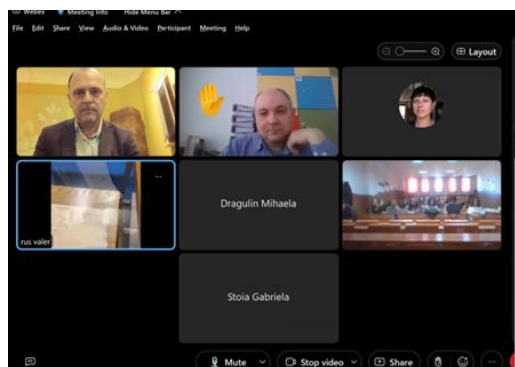 Webex Meeting Info Hide Menu Bar
File Edit Share View Audio & Video Participant Meeting Help
Layout
rus valer
Dragulin Mihaela
Stoia Gabriela
Mute Stop video Share